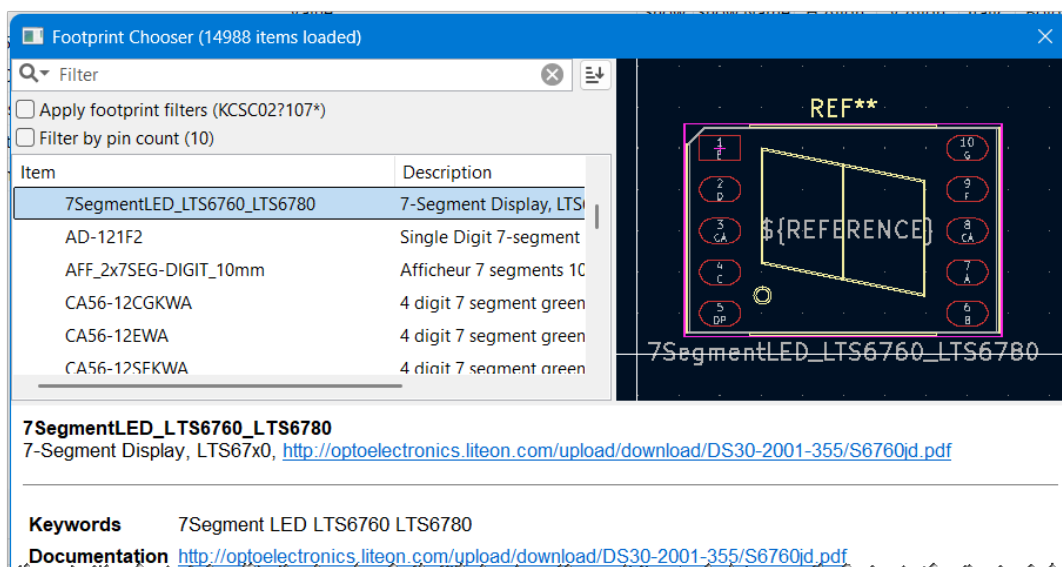 Footprint Chooser (14988 items loaded)
Filter
Apply footprint filters (KCSC02?107*)
Filter by pin count (10)
Item Description
7SegmentLED_LTS6760_LTS6780 7-Segment Display, LTS
AD-121F2 Single Digit 7-segment
AFF_2x7SEG-DIGIT_10mm Afficheur 7 segments 10
CA56-12CGKWA 4 digit 7 segment green
CA56-12EWA 4 digit 7 segment green
CA56-12SEKWA 4 digit 7 segment green
REF**
1 E 10 G
2 D 9 F
3 CA 8 CA
${REFERENCE}
4 C 7 A
5 DP 6 B
7SegmentLED_LTS6760_LTS6780
7SegmentLED_LTS6760_LTS6780
7-Segment Display, LTS67x0, http://optoelectronics.liteon.com/upload/download/DS30-2001-355/S6760jd.pdf
Keywords 7Segment LED LTS6760 LTS6780
Documentation http://optoelectronics.liteon.com/upload/download/DS30-2001-355/S6760jd.pdf